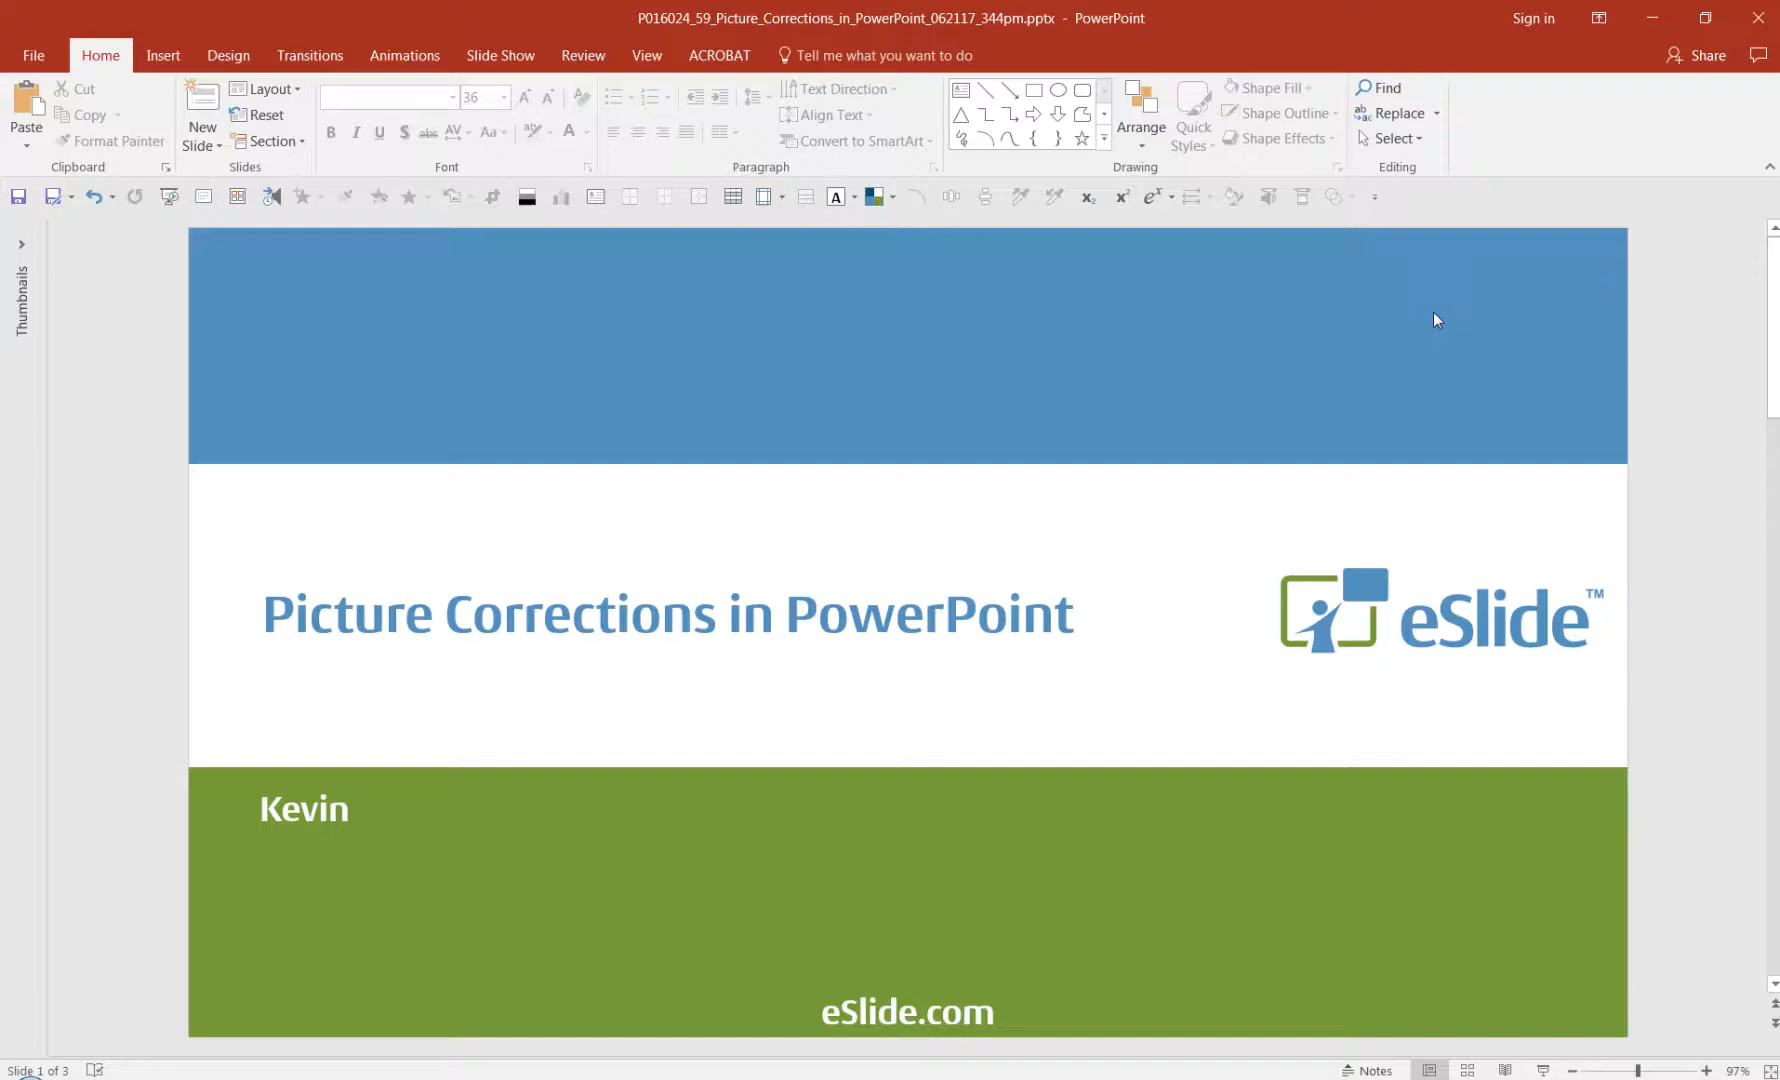 P016024_59_Picture_Corrections_in_PowerPoint_062117_344pm.pptx - PowerPoint
Sign in
File Home Insert Design Transitions Animations Slide Show Review View ACROBAT Tell me what you want to do Share
Paste
Cut
Copy
Format Painter
Clipboard
New Slide
Layout
Reset
Section
Slides
36
B I U S abc AV Aa A
Font
Text Direction
Align Text
Convert to SmartArt
Paragraph
Arrange
Quick Styles
Shape Fill
Shape Outline
Shape Effects
Drawing
Find
Replace
Select
Editing
Thumbnails
Picture Corrections in PowerPoint
eSlide™
Kevin
eSlide.com
Slide 1 of 3
Notes
97%